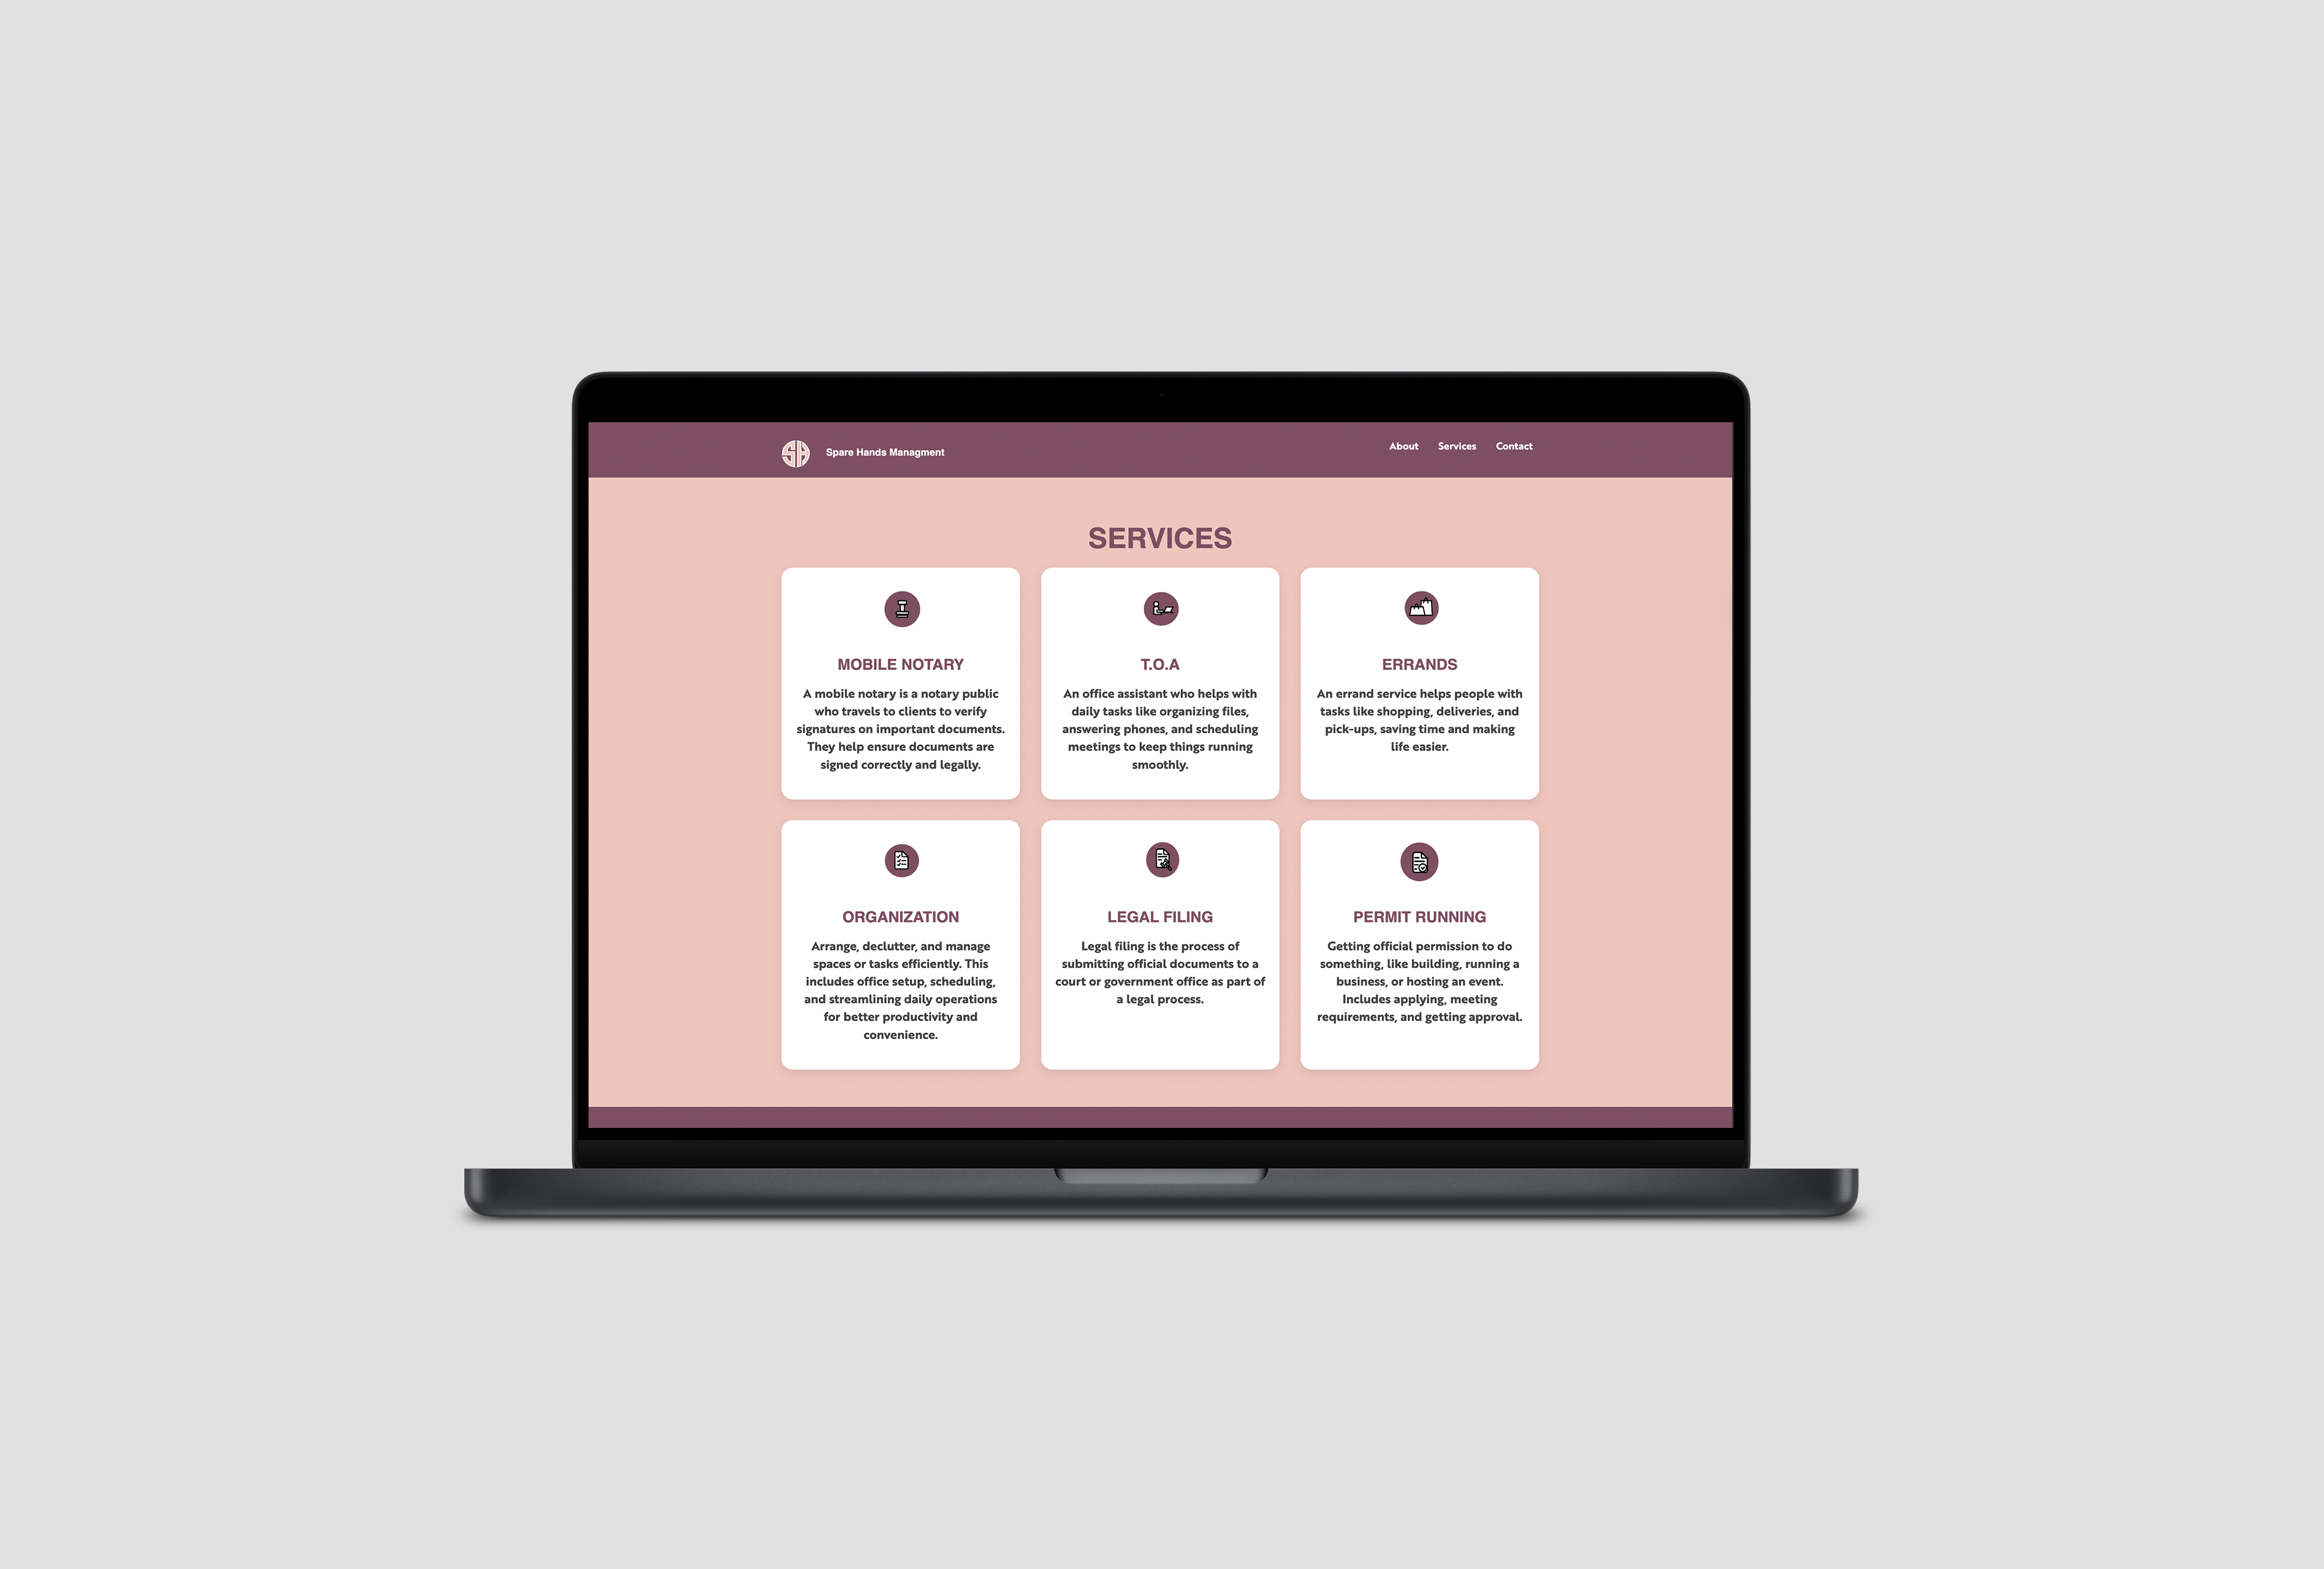 SH
Spare Hands Managment
About Services Contact
SERVICES
MOBILE NOTARY
A mobile notary is a notary public
who travels to clients to verify
signatures on important documents.
They help ensure documents are
signed correctly and legally.
T.O.A
An office assistant who helps with
daily tasks like organizing files,
answering phones, and scheduling
meetings to keep things running
smoothly.
ERRANDS
An errand service helps people with
tasks like shopping, deliveries, and
pick-ups, saving time and making
life easier.
ORGANIZATION
Arrange, declutter, and manage
spaces or tasks efficiently. This
includes office setup, scheduling,
and streamlining daily operations
for better productivity and
convenience.
LEGAL FILING
Legal filing is the process of
submitting official documents to a
court or government office as part of
a legal process.
PERMIT RUNNING
Getting official permission to do
something, like building, running a
business, or hosting an event.
Includes applying, meeting
requirements, and getting approval.